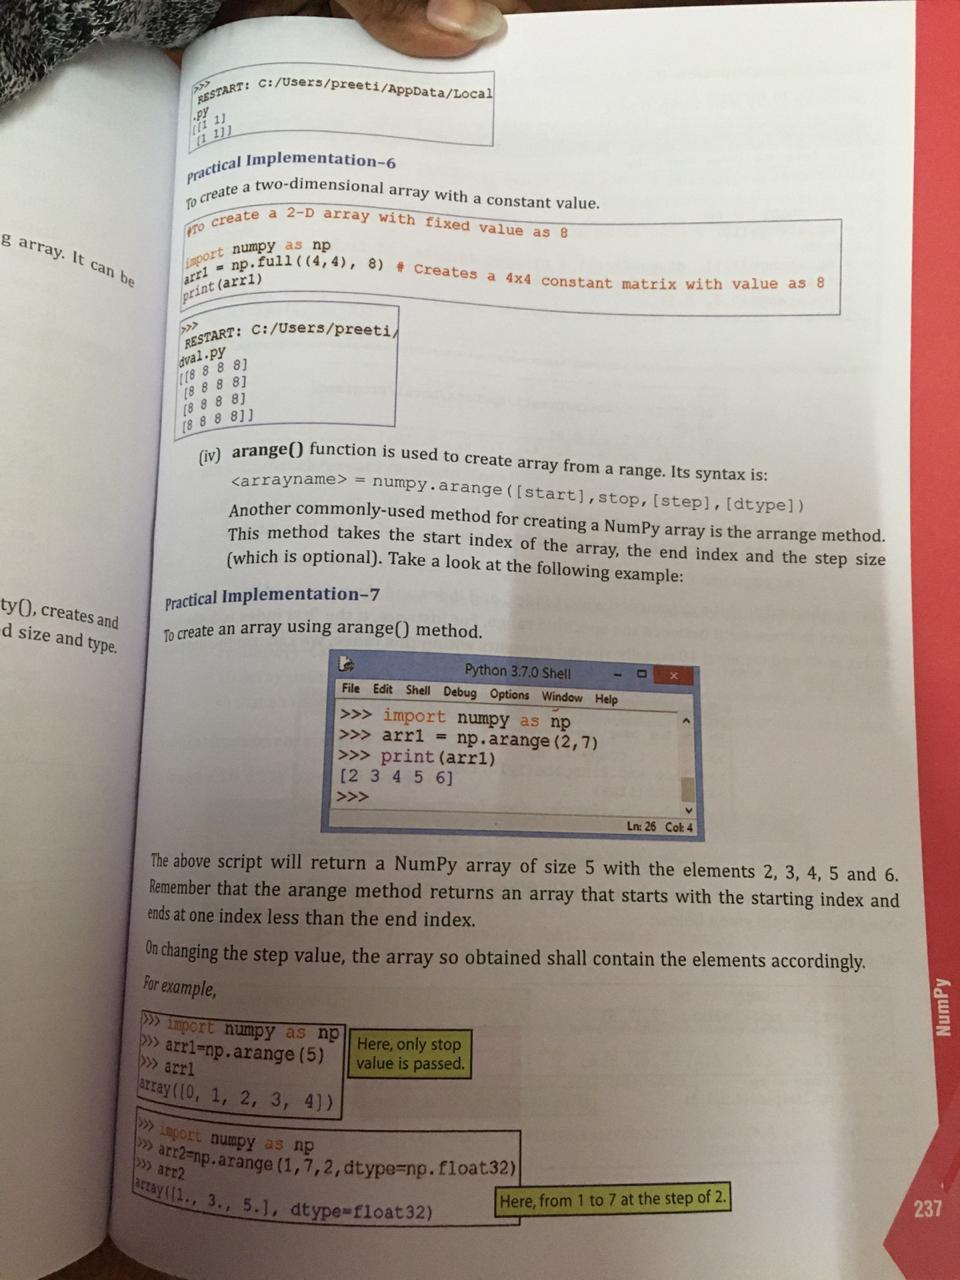 g array. It can be
ty(), creates and
d size and type.
>>>
RESTART: C:/Users/preeti/AppData/Local
.py
[[1 1]
[1 1]]
Practical Implementation–6
To create a two-dimensional array with a constant value.
#To create a 2-D array with fixed value as 8
import numpy as np
arr1 = np.full((4,4), 8) # Creates a 4x4 constant matrix with value as 8
print(arr1)
>>>
RESTART: C:/Users/preeti/
dval.py
[[8 8 8 8]
[8 8 8 8]
[8 8 8 8]
[8 8 8 8]]
(iv) arange() function is used to create array from a range. Its syntax is:
<arrayname> = numpy.arange([start],stop,[step],[dtype])
Another commonly-used method for creating a NumPy array is the arrange method.
This method takes the start index of the array, the end index and the step size
(which is optional). Take a look at the following example:
Practical Implementation–7
To create an array using arange() method.
Python 3.7.0 Shell
File Edit Shell Debug Options Window Help
>>> import numpy as np
>>> arr1 = np.arange(2,7)
>>> print(arr1)
[2 3 4 5 6]
>>>
Ln: 26 Col: 4
The above script will return a NumPy array of size 5 with the elements 2, 3, 4, 5 and 6.
Remember that the arange method returns an array that starts with the starting index and
ends at one index less than the end index.
On changing the step value, the array so obtained shall contain the elements accordingly.
For example,
>>> import numpy as np
>>> arr1=np.arange(5)
>>> arr1
array([0, 1, 2, 3, 4])
Here, only stop
value is passed.
>>> import numpy as np
>>> arr2=np.arange(1,7,2,dtype=np.float32)
>>> arr2
array([1., 3., 5.], dtype=float32)
Here, from 1 to 7 at the step of 2.
NumPy
237